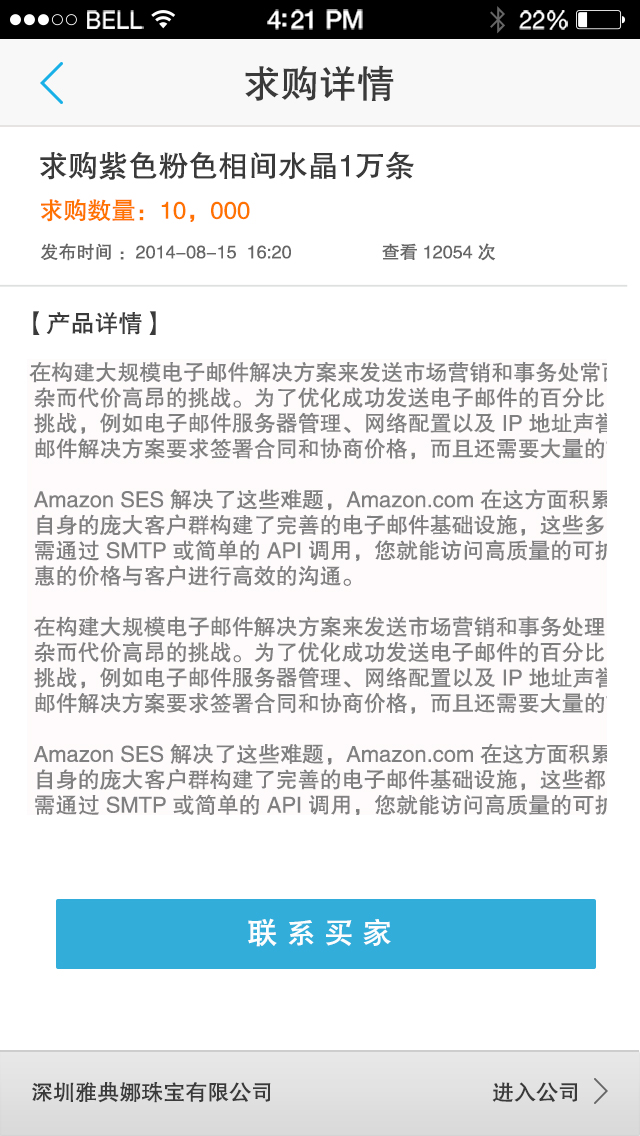 BELL 4:21 PM 22%
求购详情
求购紫色粉色相间水晶1万条
求购数量：10，000
发布时间 ：2014-08-15 16:20 查看 12054 次
【 产品详情 】
在构建大规模电子邮件解决方案来发送市场营销和事务处常
杂而代价高昂的挑战。为了优化成功发送电子邮件的百分比
挑战，例如电子邮件服务器管理、网络配置以及 IP 地址声誉
邮件解决方案要求签署合同和协商价格，而且还需要大量的
Amazon SES 解决了这些难题，Amazon.com 在这方面积累
自身的庞大客户群构建了完善的电子邮件基础设施，这些多
需通过 SMTP 或简单的 API 调用，您就能访问高质量的可扩
惠的价格与客户进行高效的沟通。
在构建大规模电子邮件解决方案来发送市场营销和事务处理
杂而代价高昂的挑战。为了优化成功发送电子邮件的百分比
挑战，例如电子邮件服务器管理、网络配置以及 IP 地址声誉
邮件解决方案要求签署合同和协商价格，而且还需要大量的
Amazon SES 解决了这些难题，Amazon.com 在这方面积累
自身的庞大客户群构建了完善的电子邮件基础设施，这些都
需通过 SMTP 或简单的 API 调用，您就能访问高质量的可扩
联系买家
深圳雅典娜珠宝有限公司 进入公司